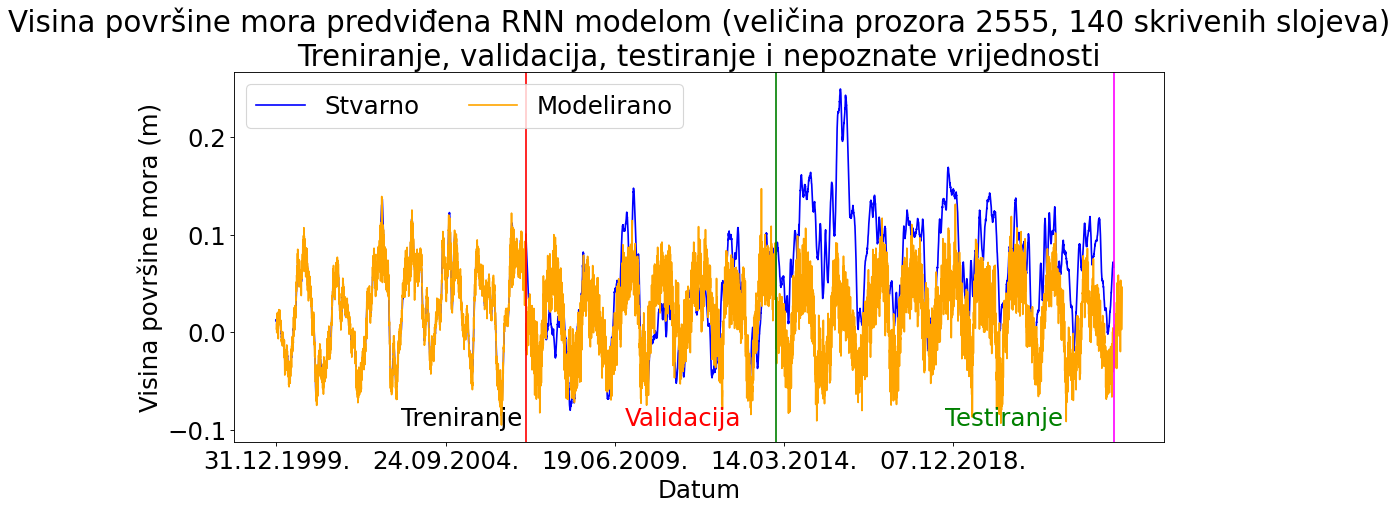 Visina površine mora predviđena RNN modelom (veličina prozora 2555, 140 skrivenih slojeva)
Treniranje, validacija, testiranje i nepoznate vrijednosti
Stvarno
Modelirano
Visina površine mora (m)
0.2
0.1
0.0
−0.1
Treniranje
Validacija
Testiranje
31.12.1999.
24.09.2004.
19.06.2009.
14.03.2014.
07.12.2018.
Datum